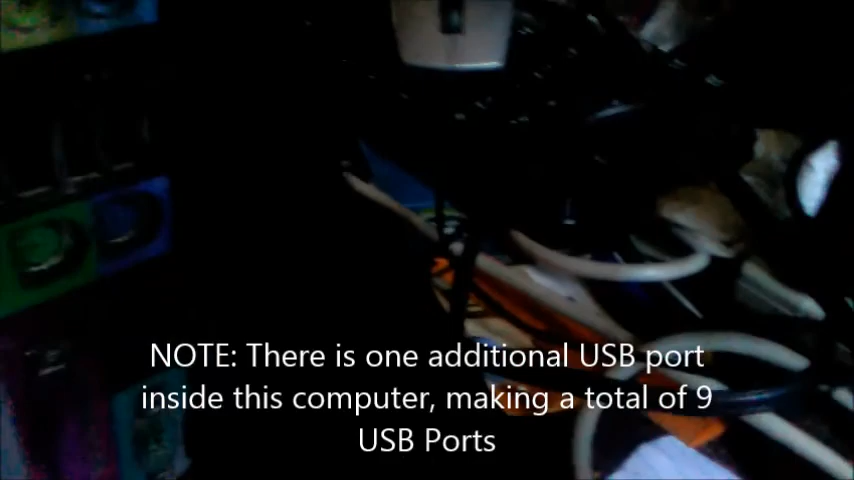 NOTE: There is one additional USB port
inside this computer, making a total of 9
USB Ports